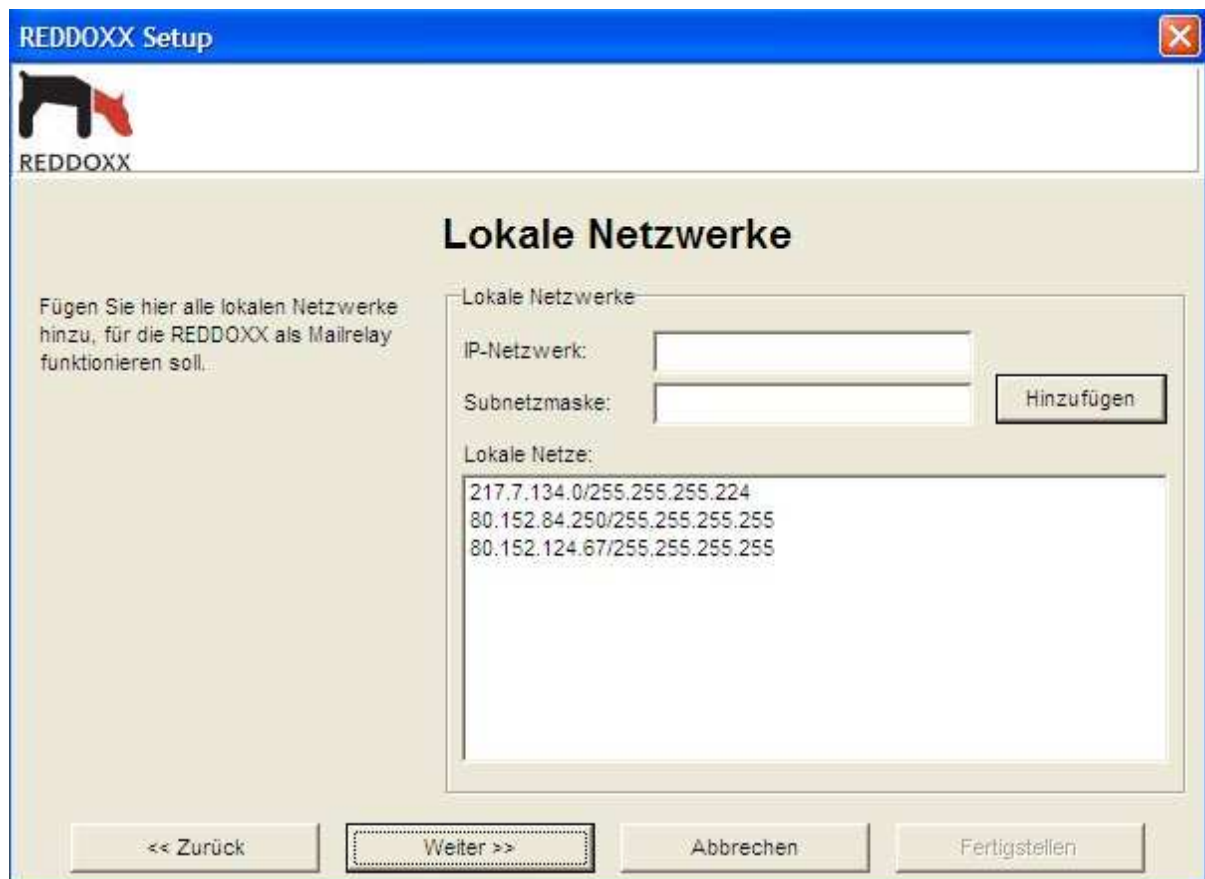 REDDOXX Setup
REDDOXX
Lokale Netzwerke
Fügen Sie hier alle lokalen Netzwerke
hinzu, für die REDDOXX als Mailrelay
funktionieren soll.
Lokale Netzwerke
IP-Netzwerk:
Subnetzmaske:
Hinzufügen
Lokale Netze:
217.7.134.0/255.255.255.224
80.152.84.250/255.255.255.255
80.152.124.67/255.255.255.255
<< Zurück
Weiter >>
Abbrechen
Fertigstellen